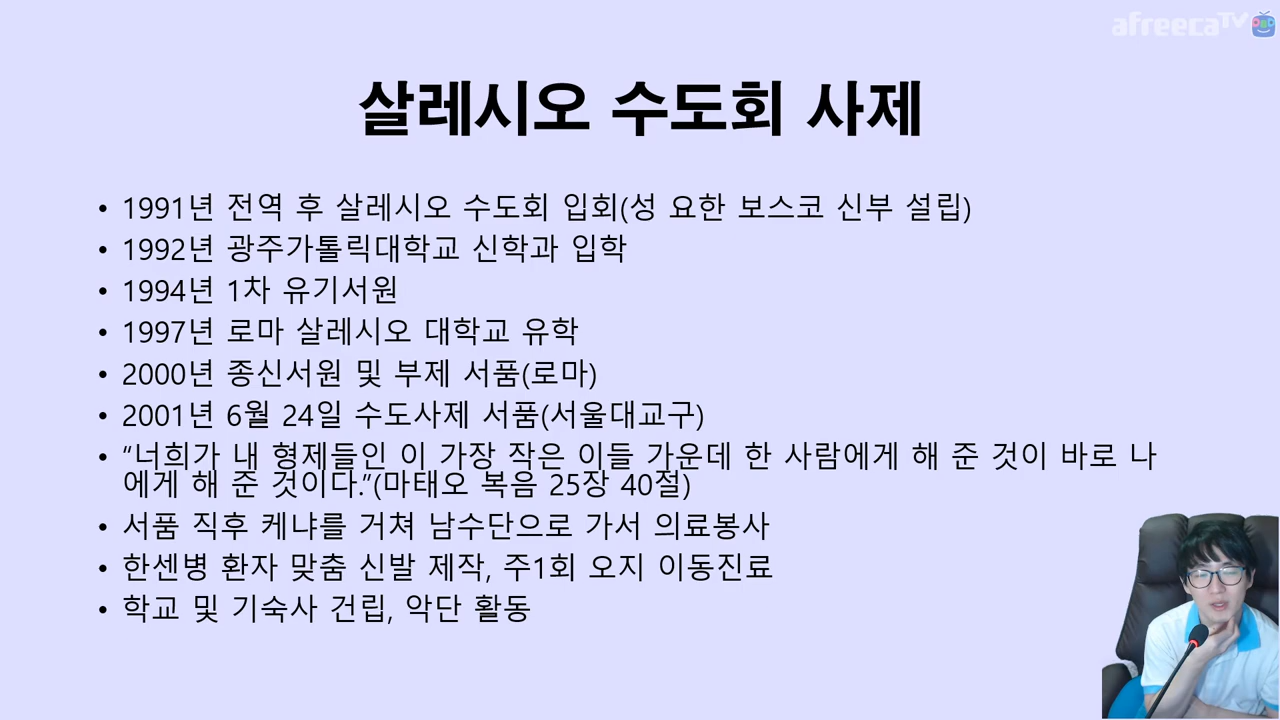 afreecaTV
살레시오 수도회 사제
• 1991년 전역 후 살레시오 수도회 입회(성 요한 보스코 신부 설립)
• 1992년 광주가톨릭대학교 신학과 입학
• 1994년 1차 유기서원
• 1997년 로마 살레시오 대학교 유학
• 2000년 종신서원 및 부제 서품(로마)
• 2001년 6월 24일 수도사제 서품(서울대교구)
• “너희가 내 형제들인 이 가장 작은 이들 가운데 한 사람에게 해 준 것이 바로 나
에게 해 준 것이다.”(마태오 복음 25장 40절)
• 서품 직후 케냐를 거쳐 남수단으로 가서 의료봉사
• 한센병 환자 맞춤 신발 제작, 주1회 오지 이동진료
• 학교 및 기숙사 건립, 악단 활동